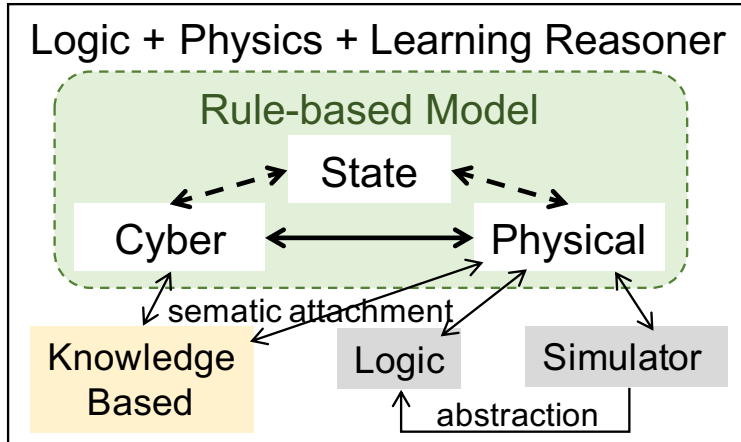 Logic + Physics + Learning Reasoner
Rule-based Model
State
Cyber
Physical
sematic attachment
Knowledge
Based
Logic
Simulator
abstraction